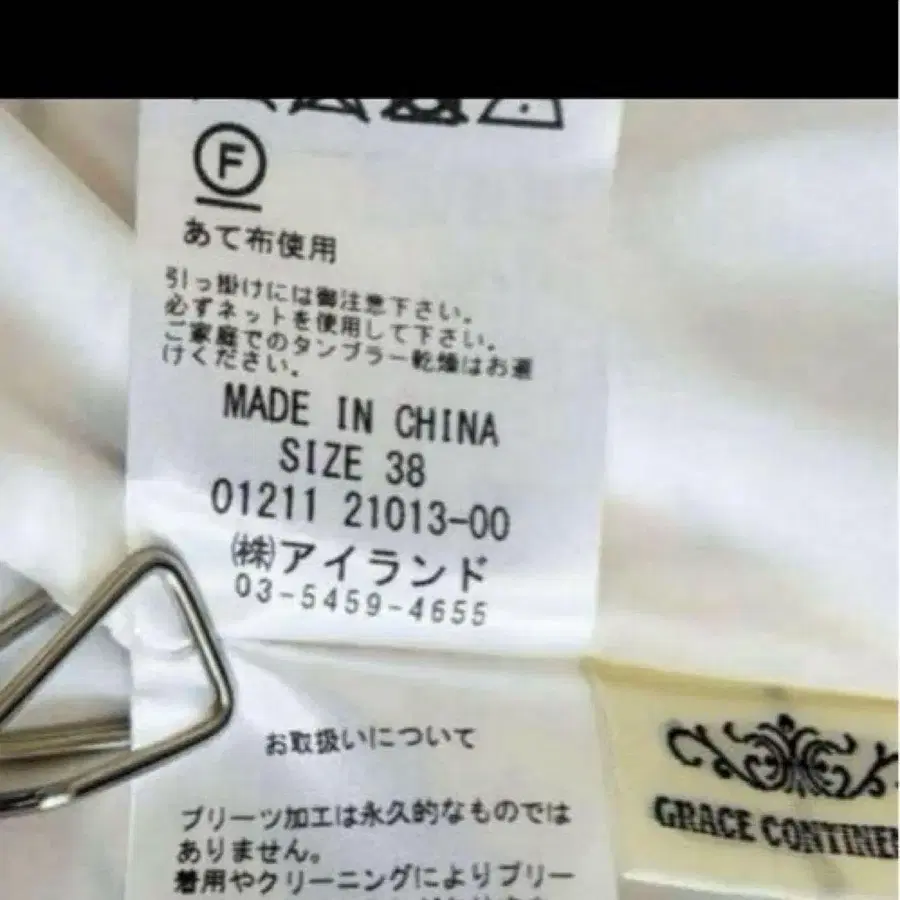 F
あて布使用
引っ掛けには御注意下さい。
必ずネットを使用して下さい。
ご家庭でのタンブラー乾燥はお避
けください。
MADE IN CHINA
SIZE 38
01211 21013-00
㈱アイランド
03-5459-4655
お取扱いについて
プリーツ加工は永久的なものでは
ありません。
着用やクリーニングによりプリー
GRACE CONTINEN